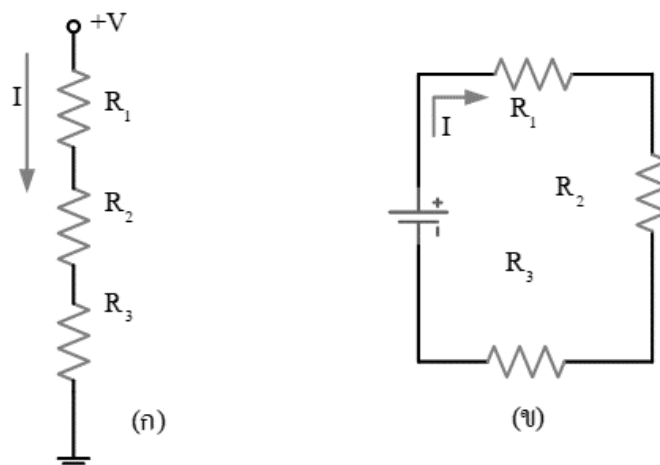 +V
I
R₁
R₂
R₃
(ก)
I
R₁
R₂
R₃
+
(ข)